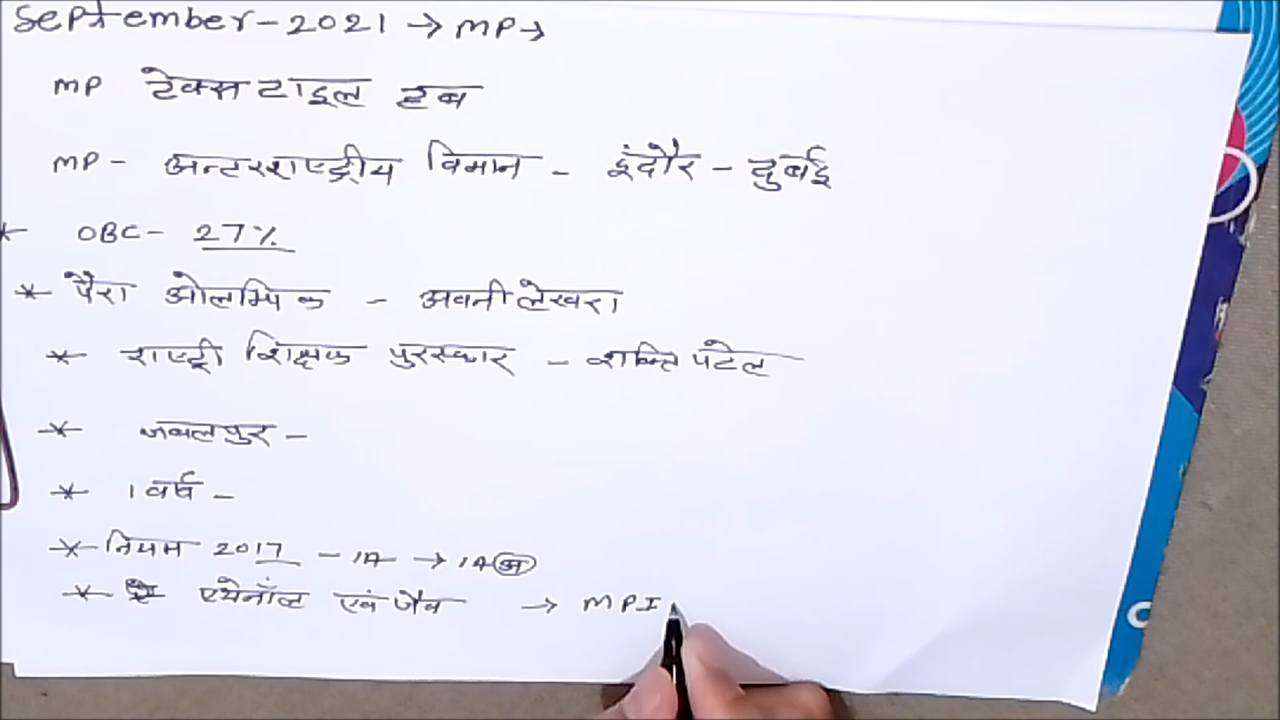 September-2021 → MP→
MP टेक्सटाइल हब
MP - अन्तरराष्ट्रीय विमान - इंदौर - दुबई
* OBC- 27%
* पैरा ओलम्पिक - अवनी लेखरा
* राष्ट्री शिक्षक पुरस्कार - शक्ति पटेल
* जबलपुर -
* 1 वर्ष -
* नियम 2017 - 1A → 1A(अ)
* एथेनॉल एवं जैव → MPI